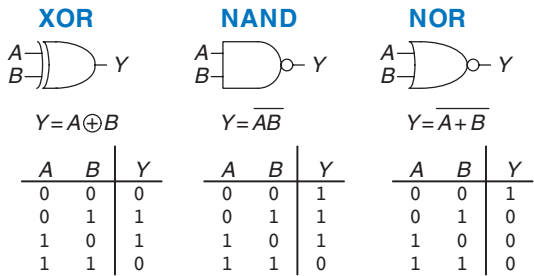 XOR NAND NOR
A B Y A B Y A B Y
Y=A⊕B Y=\overline{AB} Y=\overline{A+B}
A B Y A B Y A B Y
0 0 0 0 0 1 0 0 1
0 1 1 0 1 1 0 1 0
1 0 1 1 0 1 1 0 0
1 1 0 1 1 0 1 1 0